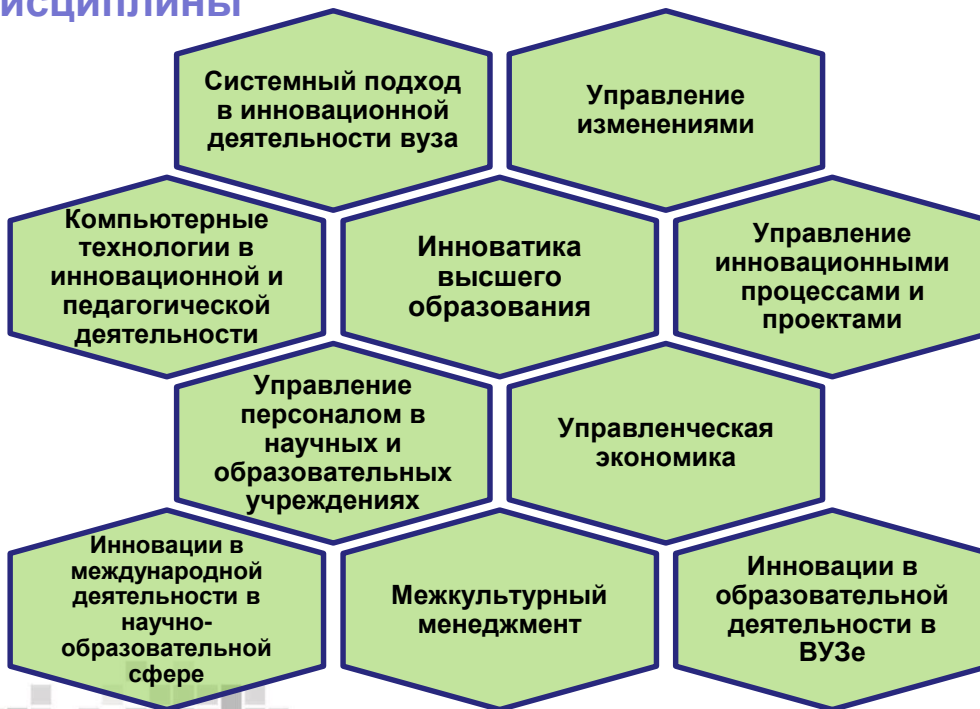 исциплины
Системный подход
в инновационной
деятельности вуза
Управление
изменениями
Компьютерные
технологии в
инновационной и
педагогической
деятельности
Инноватика
высшего
образования
Управление
инновационными
процессами и
проектами
Управление
персоналом в
научных и
образовательных
учреждениях
Управленческая
экономика
Инновации в
международной
деятельности в
научно-
образовательной
сфере
Межкультурный
менеджмент
Инновации в
образовательной
деятельности в
ВУЗе